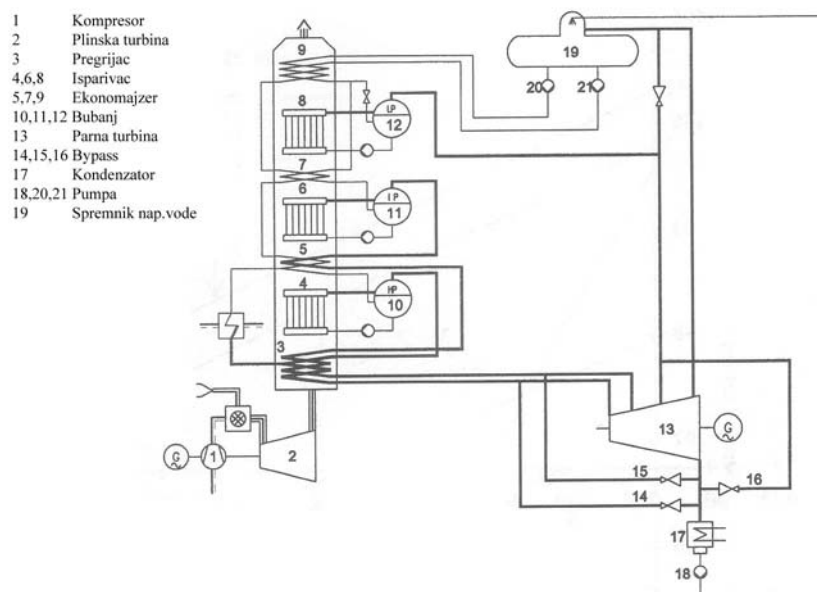 1 Kompresor
2 Plinska turbina
3 Pregrijac
4,6,8 Isparivac
5,7,9 Ekonomajzer
10,11,12 Bubanj
13 Parna turbina
14,15,16 Bypass
17 Kondenzator
18,20,21 Pumpa
19 Spremnik nap.vode
9
8
LP
12
7
6
IP
11
5
4
HP
10
3
G
1
2
19
20
21
13
G
15
14
16
17
18